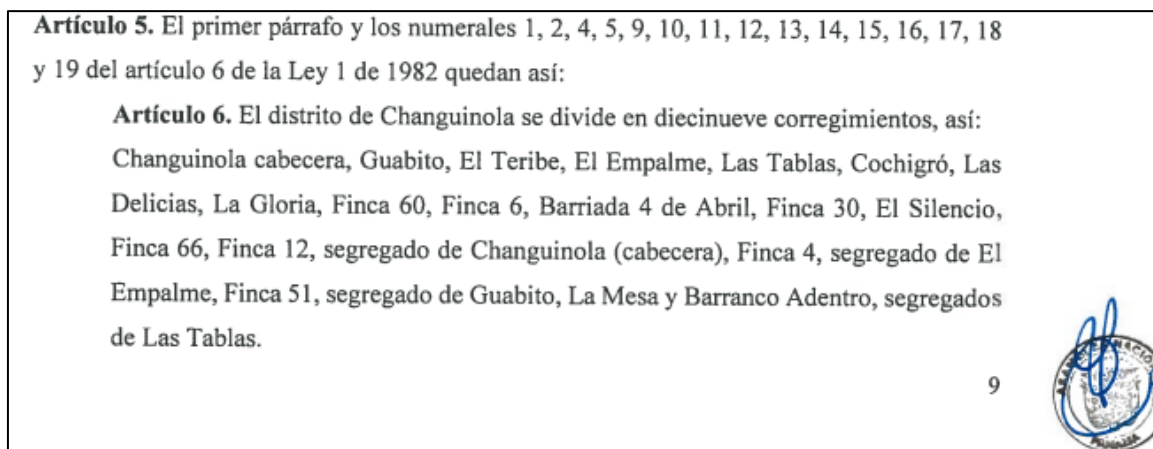 Artículo 5. El primer párrafo y los numerales 1, 2, 4, 5, 9, 10, 11, 12, 13, 14, 15, 16, 17, 18
y 19 del artículo 6 de la Ley 1 de 1982 quedan así:
Artículo 6. El distrito de Changuinola se divide en diecinueve corregimientos, así:
Changuinola cabecera, Guabito, El Teribe, El Empalme, Las Tablas, Cochigró, Las
Delicias, La Gloria, Finca 60, Finca 6, Barriada 4 de Abril, Finca 30, El Silencio,
Finca 66, Finca 12, segregado de Changuinola (cabecera), Finca 4, segregado de El
Empalme, Finca 51, segregado de Guabito, La Mesa y Barranco Adentro, segregados
de Las Tablas.
9